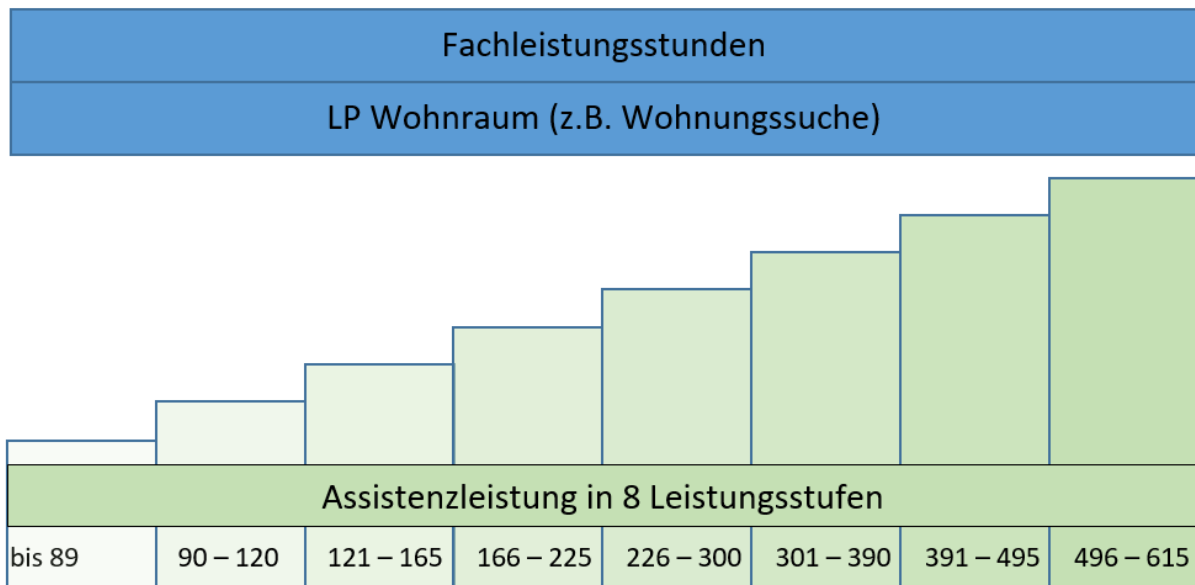 Fachleistungsstunden
LP Wohnraum (z.B. Wohnungssuche)
Assistenzleistung in 8 Leistungsstufen
bis 89 90 – 120 121 – 165 166 – 225 226 – 300 301 – 390 391 – 495 496 – 615